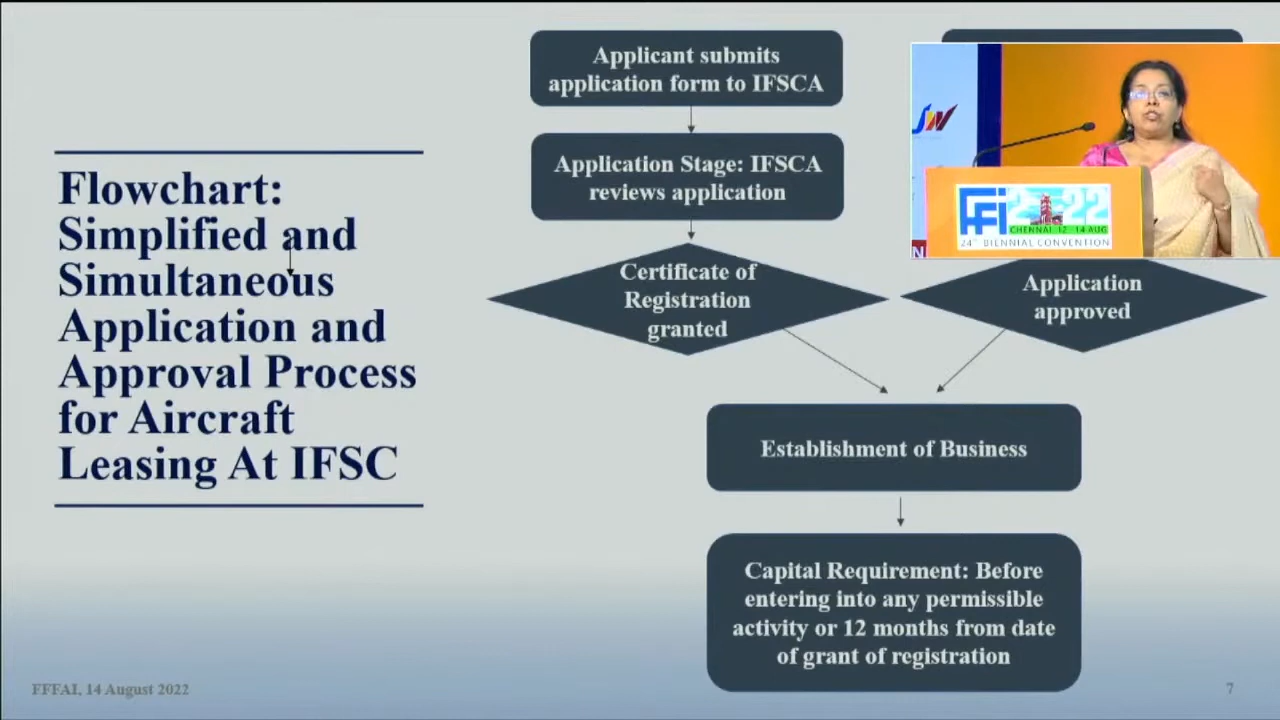 Flowchart:
Simplified and
Simultaneous
Application and
Approval Process
for Aircraft
Leasing At IFSC
Applicant submits
application form to IFSCA
Application Stage: IFSCA
reviews application
Certificate of
Registration
granted
Application
approved
Establishment of Business
Capital Requirement: Before
entering into any permissible
activity or 12 months from date
of grant of registration
FFFAI, 14 August 2022
7
FFFAI 2022
CHENNAI, 12 - 14 AUG
24TH BIENNIAL CONVENTION